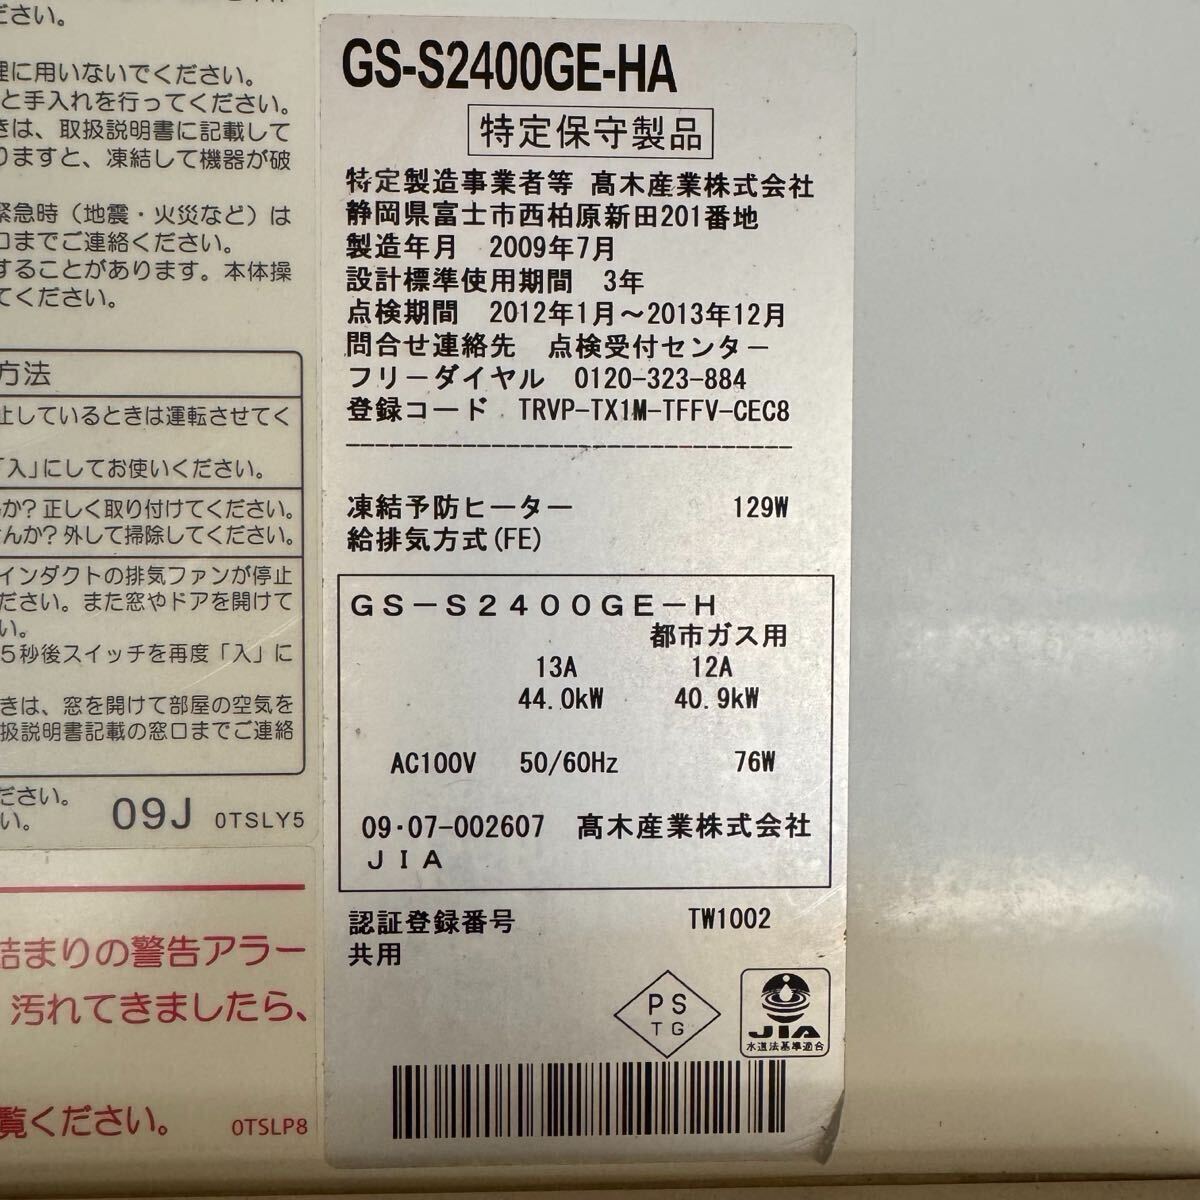 ださい。
理に用いないでください。
と手入れを行ってください。
きは、取扱説明書に記載して
りますと、凍結して機器が破
緊急時（地震・火災など）は
口までご連絡ください。
することがあります。本体操
てください。
方法
止しているときは運転させてく
「入」にしてお使いください。
か？正しく取り付けてください。
せんか？外して掃除してください。
インダクトの排気ファンが停止
ださい。また窓やドアを開けて
い。
5秒後スイッチを再度「入」に
きは、窓を開けて部屋の空気を
扱説明書記載の窓口までご連絡
ださい。
い。
09J 0TSLY5
詰まりの警告アラー
汚れてきましたら、
覧ください。
0TSLP8
GS-S2400GE-HA
特定保守製品
特定製造事業者等 髙木産業株式会社
静岡県富士市西柏原新田201番地
製造年月 2009年7月
設計標準使用期間 3年
点検期間 2012年1月～2013年12月
問合せ連絡先 点検受付センター
フリーダイヤル 0120-323-884
登録コード TRVP-TX1M-TFFV-CEC8
凍結予防ヒーター 129W
給排気方式(FE)
GS-S2400GE-H
都市ガス用
13A 12A
44.0kW 40.9kW
AC100V 50/60Hz 76W
09・07-002607 髙木産業株式会社
JIA
認証登録番号 TW1002
共用
PS
TG
JIA
水道法基準適合